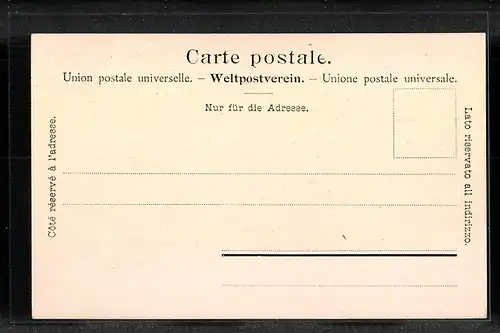 Carte postale.
Union postale universelle. — Weltpostverein. — Unione postale universale.
Nur für die Adresse.
Côté réservé à l'adresse.
Lato riservato all indirizzo.